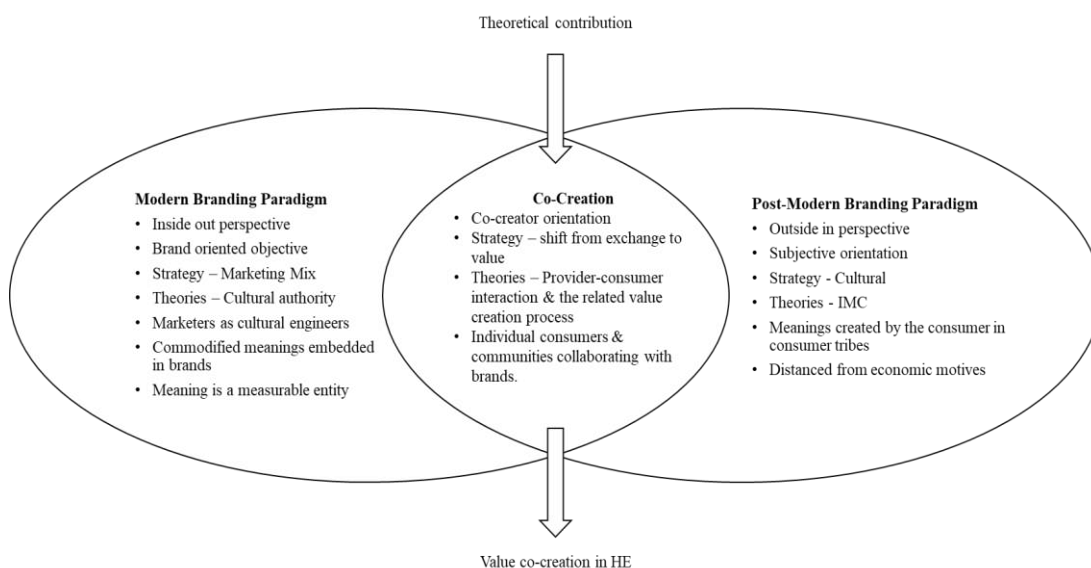 Theoretical contribution
Modern Branding Paradigm
• Inside out perspective
• Brand oriented objective
• Strategy – Marketing Mix
• Theories – Cultural authority
• Marketers as cultural engineers
• Commodified meanings embedded
in brands
• Meaning is a measurable entity
Co-Creation
• Co-creator orientation
• Strategy – shift from exchange to
value
• Theories – Provider-consumer
interaction & the related value
creation process
• Individual consumers &
communities collaborating with
brands.
Post-Modern Branding Paradigm
• Outside in perspective
• Subjective orientation
• Strategy - Cultural
• Theories - IMC
• Meanings created by the consumer in
consumer tribes
• Distanced from economic motives
Value co-creation in HE